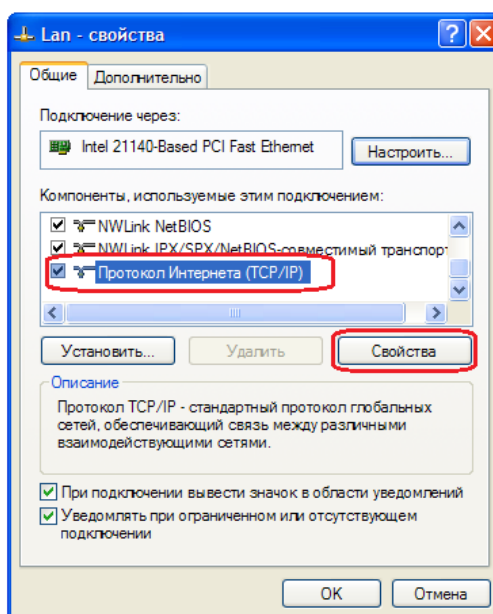 Lan - свойства
Общие
Дополнительно
Подключение через:
Intel 21140-Based PCI Fast Ethernet
Настроить...
Компоненты, используемые этим подключением:
NWLink NetBIOS
NWLink IPX/SPX/NetBIOS-совместимый транспорт
Протокол Интернета (TCP/IP)
Установить...
Удалить
Свойства
Описание
Протокол TCP/IP - стандартный протокол глобальных
сетей, обеспечивающий связь между различными
взаимодействующими сетями.
При подключении вывести значок в области уведомлений
Уведомлять при ограниченном или отсутствующем
подключении
OK
Отмена